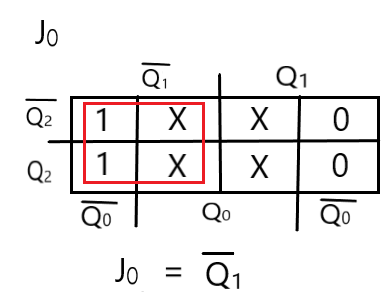 J₀
Q̅₁ Q₁
Q̅₂ 1 X X 0
Q₂ 1 X X 0
Q̅₀ Q₀ Q̅₀
J₀ = Q̅₁